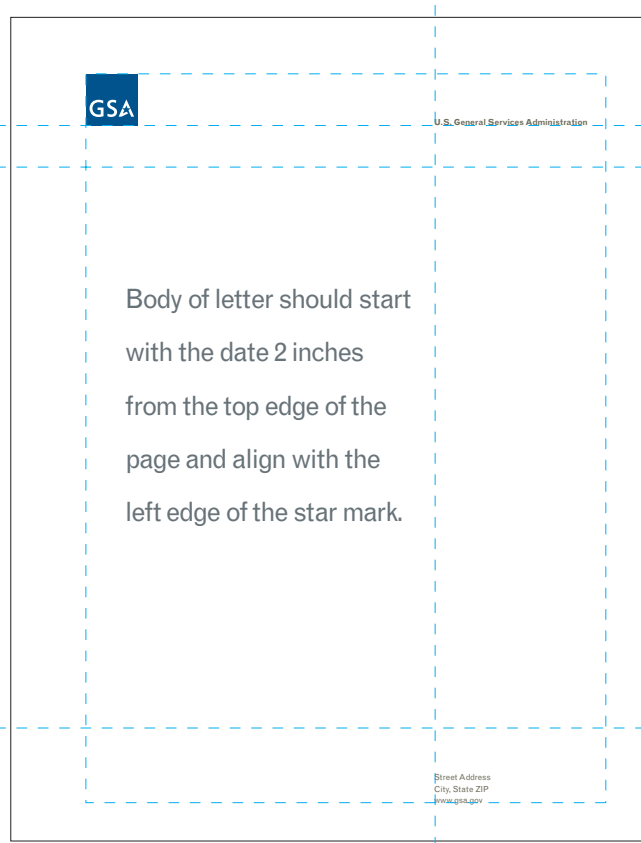 GSA
U.S. General Services Administration
Body of letter should start
with the date 2 inches
from the top edge of the
page and align with the
left edge of the star mark.
Street Address
City, State ZIP
www.gsa.gov